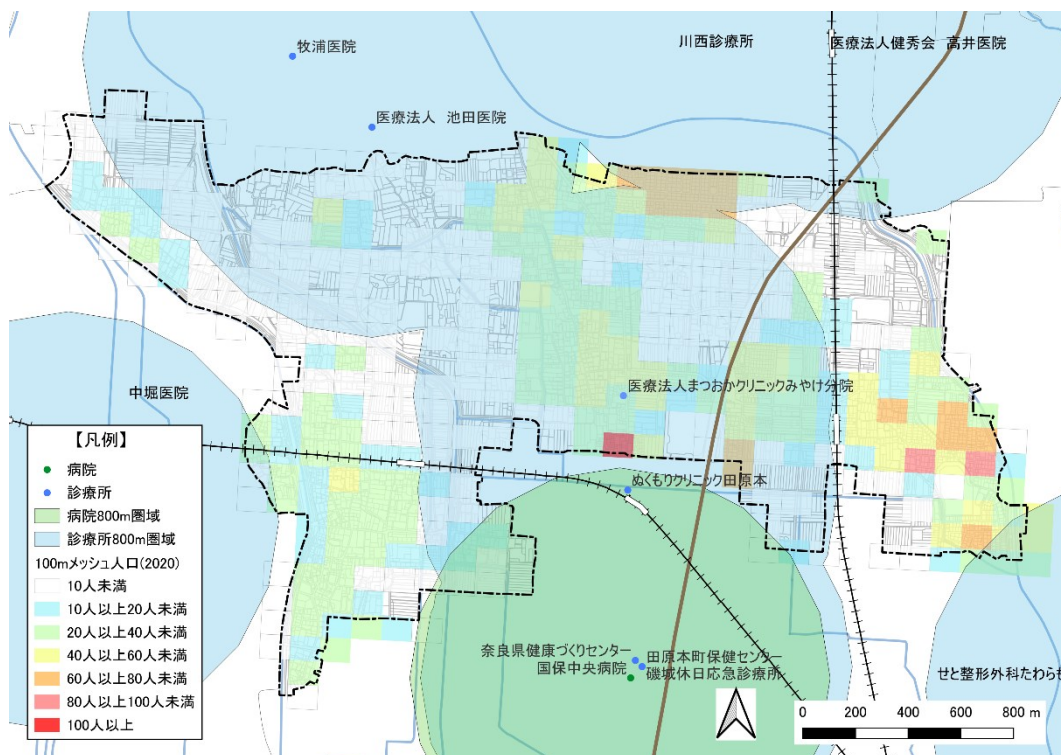 牧浦医院
川西診療所
医療法人健秀会 高井医院
医療法人 池田医院
中堀医院
医療法人まつおかクリニックみやけ分院
ぬくもりクリニック田原本
奈良県健康づくりセンター
国保中央病院
田原本町保健センター
磯城休日応急診療所
せと整形外科たわらも
【凡例】
病院
診療所
病院800m圏域
診療所800m圏域
100mメッシュ人口(2020)
10人未満
10人以上20人未満
20人以上40人未満
40人以上60人未満
60人以上80人未満
80人以上100人未満
100人以上
0 200 400 600 800 m